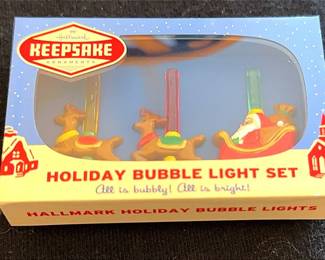 Hallmark
KEEPSAKE
ORNAMENTS
HOLIDAY BUBBLE LIGHT SET
All is bubbly! All is bright!
HALLMARK HOLIDAY BUBBLE LIGHTS